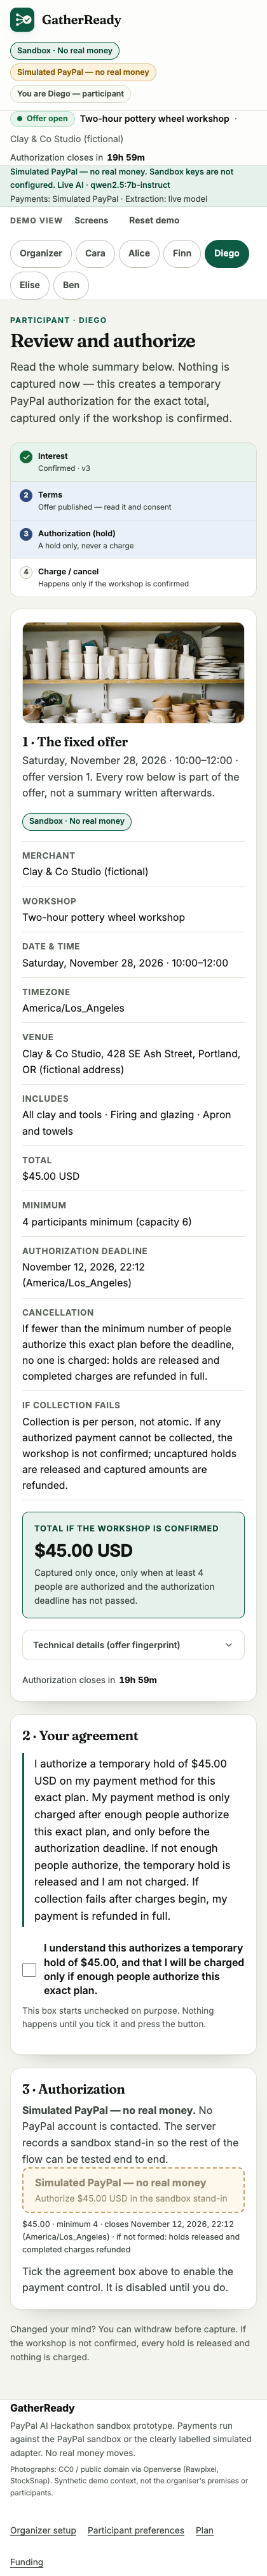 GatherReady
Sandbox · No real money
Simulated PayPal — no real money
You are Diego — participant
Offer open Two-hour pottery wheel workshop ·
Clay & Co Studio (fictional)
Authorization closes in 19h 59m
Simulated PayPal — no real money. Sandbox keys are not
configured. Live AI · qwen2.5:7b-instruct
Payments: Simulated PayPal · Extraction: live model
DEMO VIEW Screens Reset demo
Organizer Cara Alice Finn Diego
Elise Ben
PARTICIPANT · DIEGO
Review and authorize
Read the whole summary below. Nothing is
captured now — this creates a temporary
PayPal authorization for the exact total,
captured only if the workshop is confirmed.
Interest
Confirmed · v3
2 Terms
Offer published — read it and consent
3 Authorization (hold)
A hold only, never a charge
4 Charge / cancel
Happens only if the workshop is confirmed
1 · The fixed offer
Saturday, November 28, 2026 · 10:00–12:00 ·
offer version 1. Every row below is part of the
offer, not a summary written afterwards.
Sandbox · No real money
MERCHANT
Clay & Co Studio (fictional)
WORKSHOP
Two-hour pottery wheel workshop
DATE & TIME
Saturday, November 28, 2026 · 10:00–12:00
TIMEZONE
America/Los_Angeles
VENUE
Clay & Co Studio, 428 SE Ash Street, Portland,
OR (fictional address)
INCLUDES
All clay and tools · Firing and glazing · Apron
and towels
TOTAL
$45.00 USD
MINIMUM
4 participants minimum (capacity 6)
AUTHORIZATION DEADLINE
November 12, 2026, 22:12
(America/Los_Angeles)
CANCELLATION
If fewer than the minimum number of people
authorize this exact plan before the deadline,
no one is charged: holds are released and
completed charges are refunded in full.
IF COLLECTION FAILS
Collection is per person, not atomic. If any
authorized payment cannot be collected, the
workshop is not confirmed; uncaptured holds
are released and captured amounts are
refunded.
TOTAL IF THE WORKSHOP IS CONFIRMED
$45.00 USD
Captured only once, only when at least 4
people are authorized and the authorization
deadline has not passed.
Technical details (offer fingerprint)
Authorization closes in 19h 59m
2 · Your agreement
I authorize a temporary hold of $45.00
USD on my payment method for this
exact plan. My payment method is only
charged after enough people authorize
this exact plan, and only before the
authorization deadline. If not enough
people authorize, the temporary hold is
released and I am not charged. If
collection fails after charges begin, my
payment is refunded in full.
I understand this authorizes a temporary
hold of $45.00, and that I will be charged
only if enough people authorize this
exact plan.
This box starts unchecked on purpose. Nothing
happens until you tick it and press the button.
3 · Authorization
Simulated PayPal — no real money. No
PayPal account is contacted. The server
records a sandbox stand-in so the rest of the
flow can be tested end to end.
Simulated PayPal — no real money
Authorize $45.00 USD in the sandbox stand-in
$45.00 · minimum 4 · closes November 12, 2026, 22:12
(America/Los_Angeles) · if not formed: holds released and
completed charges refunded
Tick the agreement box above to enable the
payment control. It is disabled until you do.
Changed your mind? You can withdraw before capture. If
the workshop is not confirmed, every hold is released and
nothing is charged.
GatherReady
PayPal AI Hackathon sandbox prototype. Payments run
against the PayPal sandbox or the clearly labelled simulated
adapter. No real money moves.
Photographs: CC0 / public domain via Openverse (Rawpixel,
StockSnap). Synthetic demo context, not the organiser's premises or
participants.
Organizer setup Participant preferences Plan
Funding